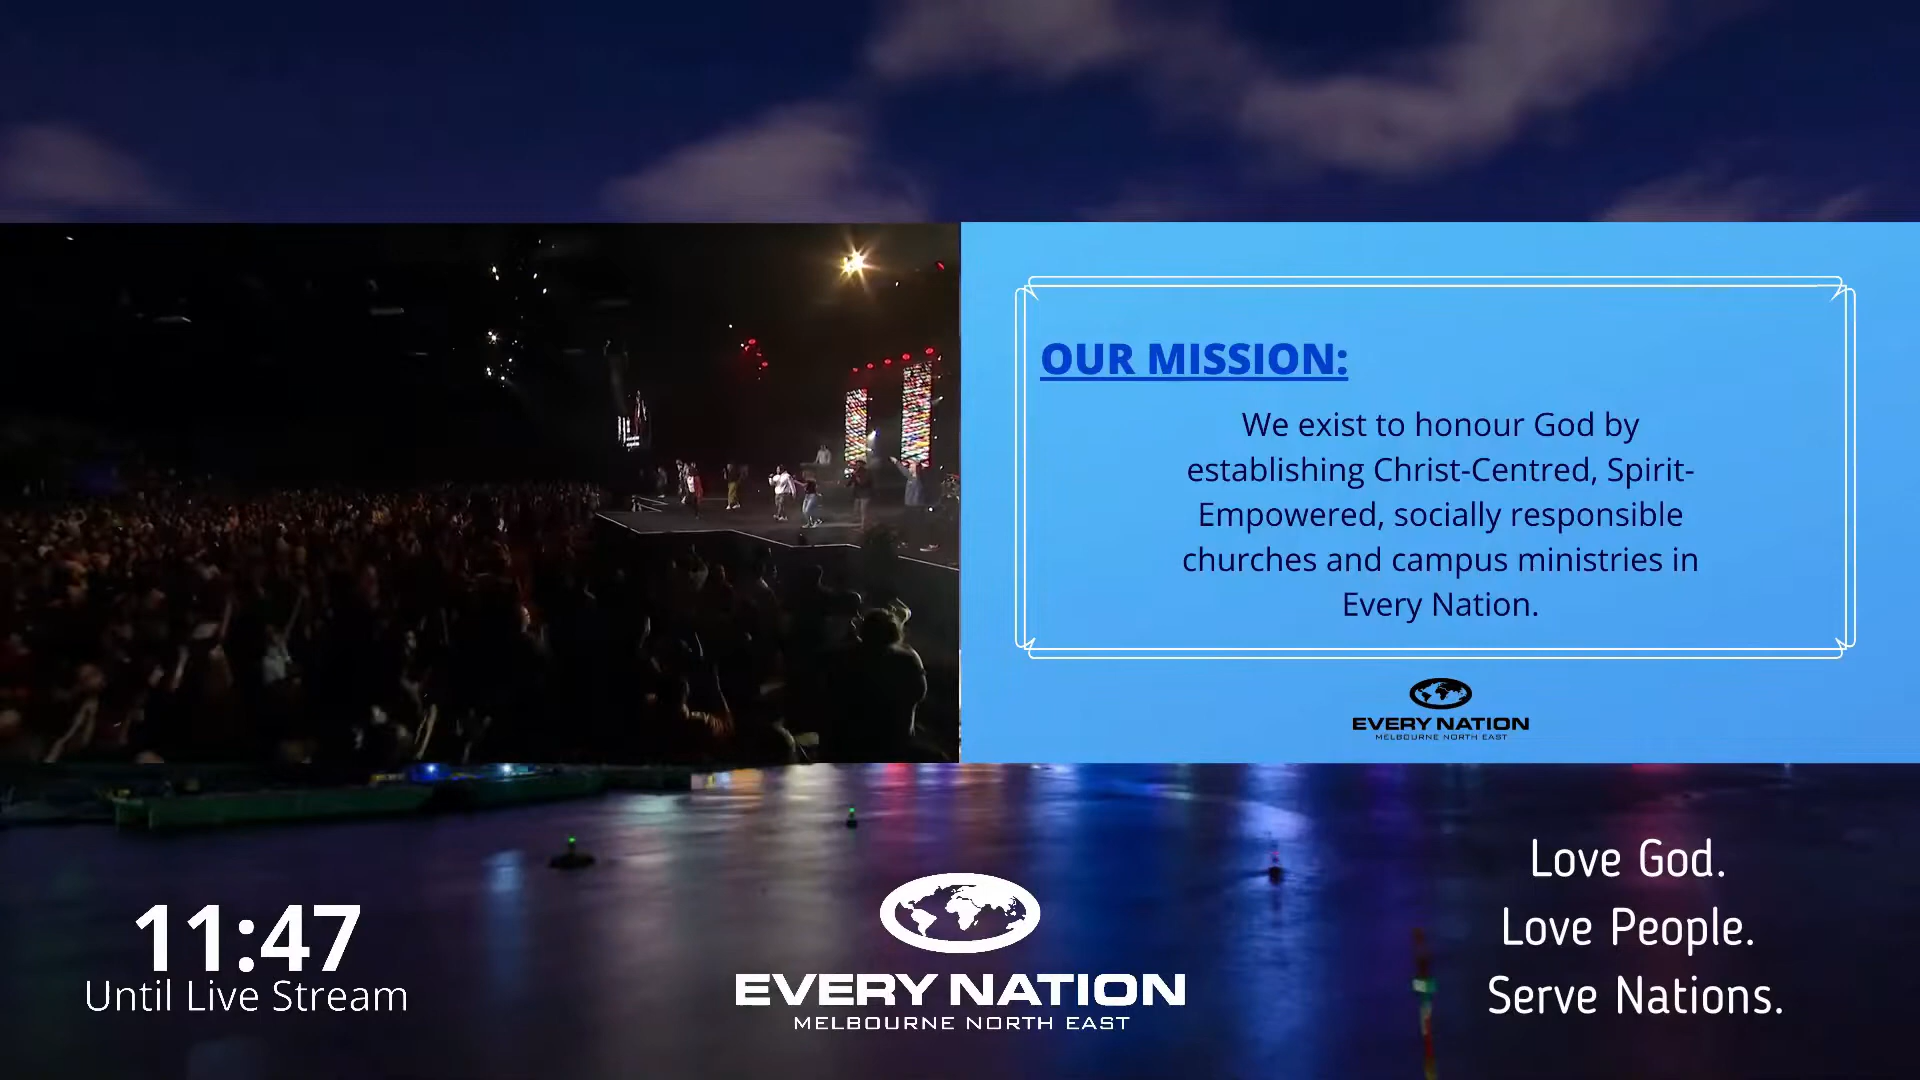 OUR MISSION:
We exist to honour God by
establishing Christ-Centred, Spirit-
Empowered, socially responsible
churches and campus ministries in
Every Nation.
EVERY NATION
MELBOURNE NORTH EAST
11:47
Until Live Stream
EVERY NATION
MELBOURNE NORTH EAST
Love God.
Love People.
Serve Nations.